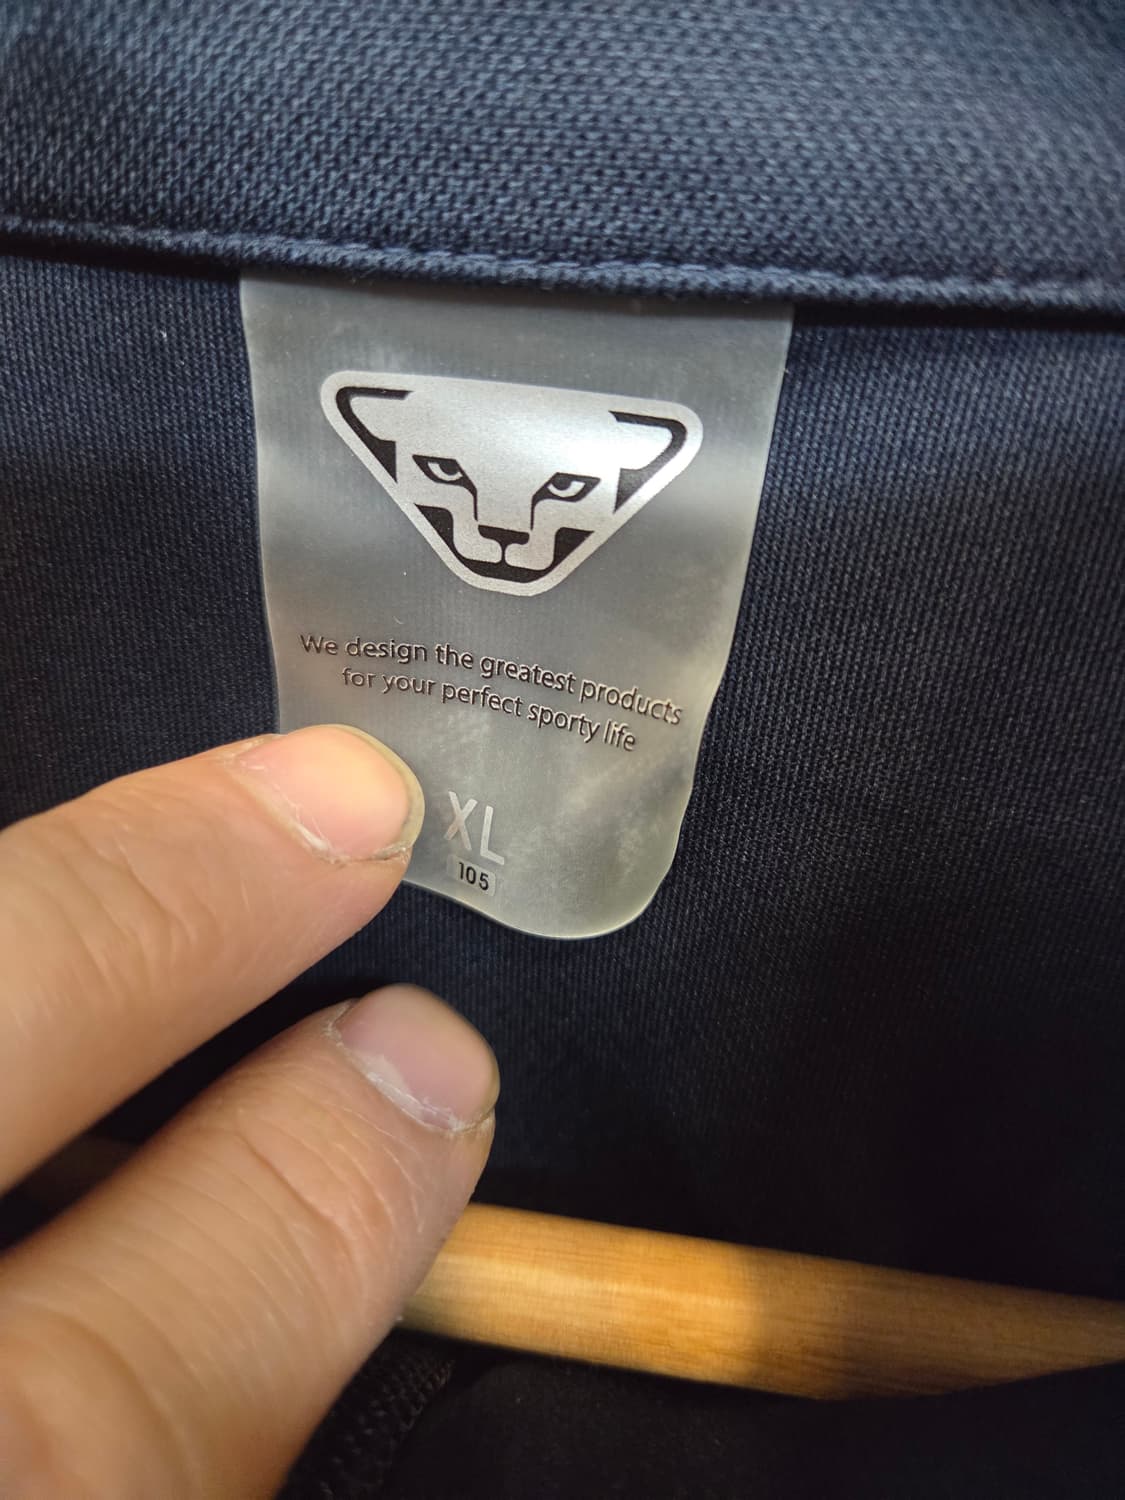 We design the greatest products
for your perfect sporty life
XL
105